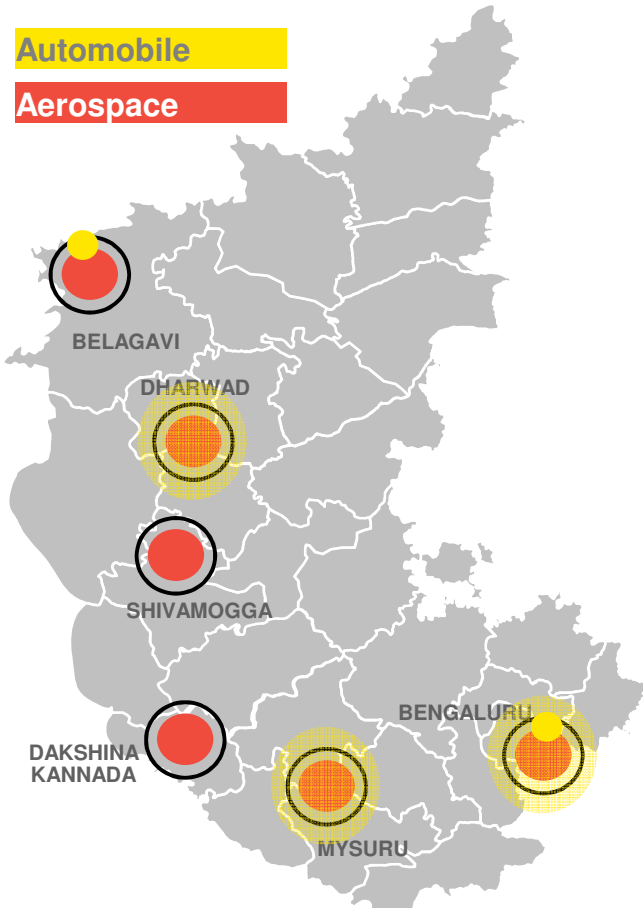 Automobile
Aerospace
BELAGAVI
DHARWAD
SHIVAMOGGA
BENGALURU
DAKSHINA
KANNADA
MYSURU